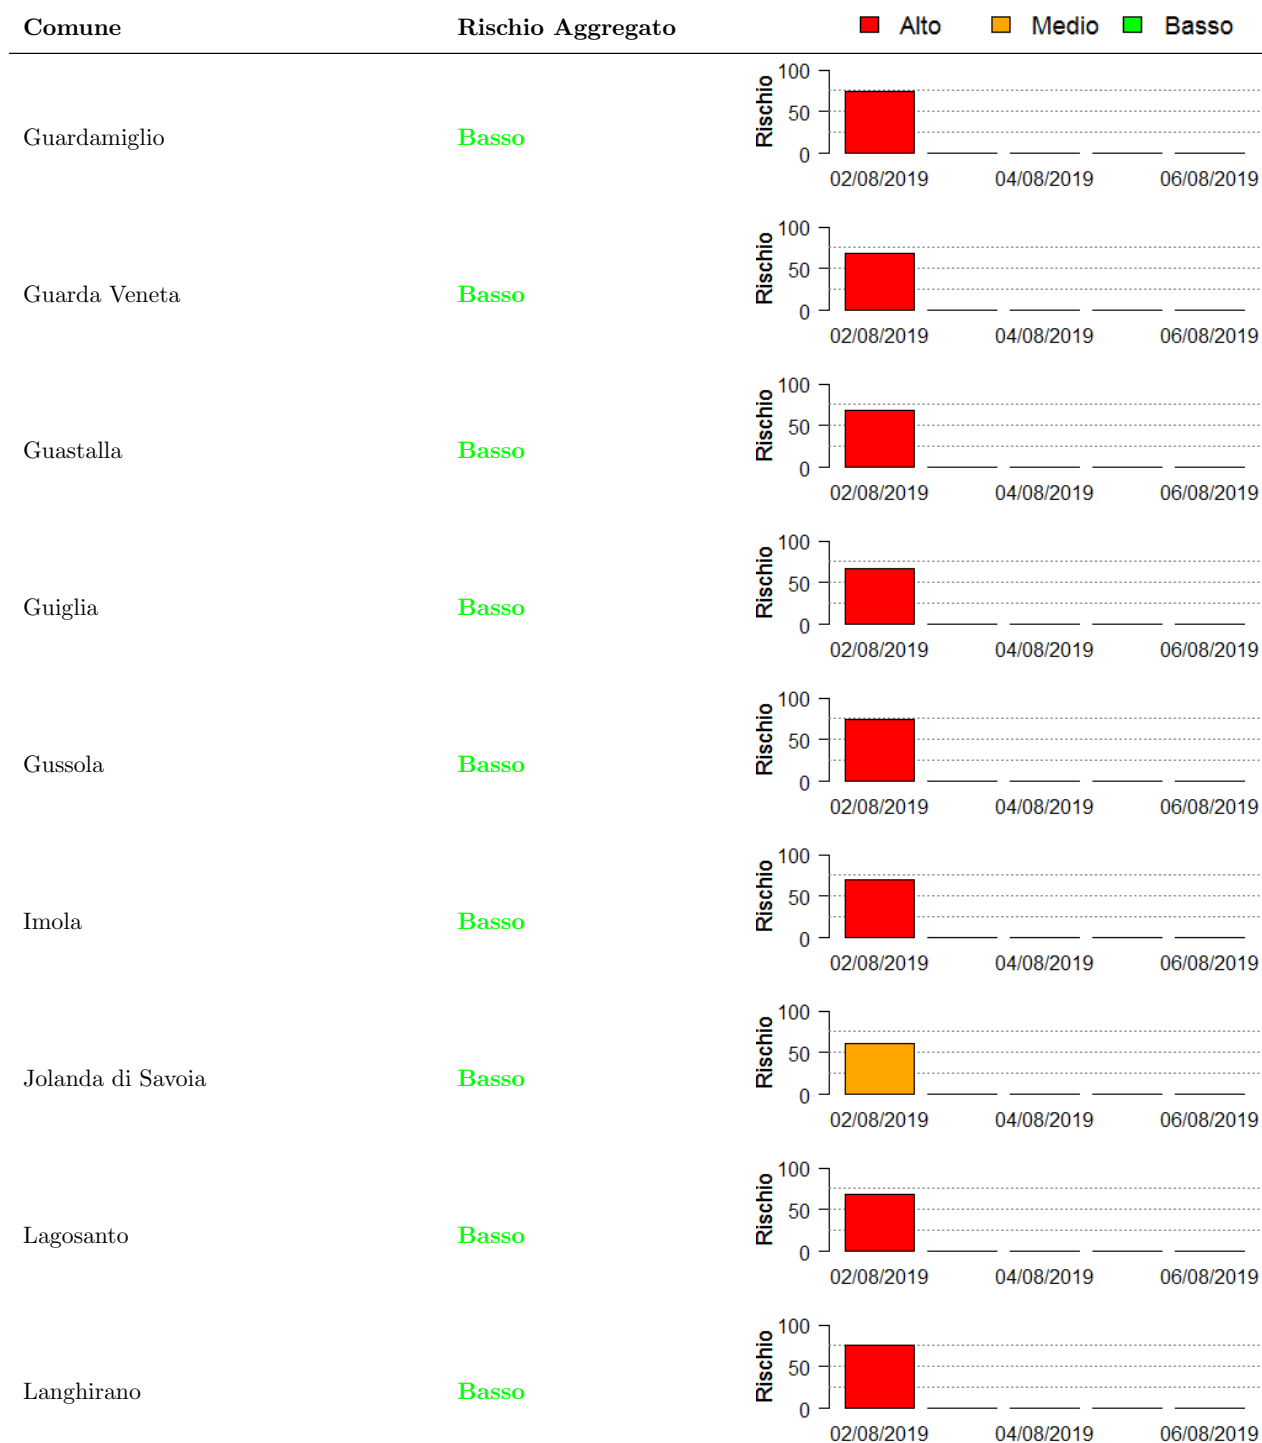 Comune Rischio Aggregato Alto Medio Basso
100
50
0
Rischio
Guardamiglio Basso
02/08/2019 04/08/2019 06/08/2019
100
50
0
Rischio
Guarda Veneta Basso
02/08/2019 04/08/2019 06/08/2019
100
50
0
Rischio
Guastalla Basso
02/08/2019 04/08/2019 06/08/2019
100
50
0
Rischio
Guiglia Basso
02/08/2019 04/08/2019 06/08/2019
100
50
0
Rischio
Gussola Basso
02/08/2019 04/08/2019 06/08/2019
100
50
0
Rischio
Imola Basso
02/08/2019 04/08/2019 06/08/2019
100
50
0
Rischio
Jolanda di Savoia Basso
02/08/2019 04/08/2019 06/08/2019
100
50
0
Rischio
Lagosanto Basso
02/08/2019 04/08/2019 06/08/2019
100
50
0
Rischio
Langhirano Basso
02/08/2019 04/08/2019 06/08/2019